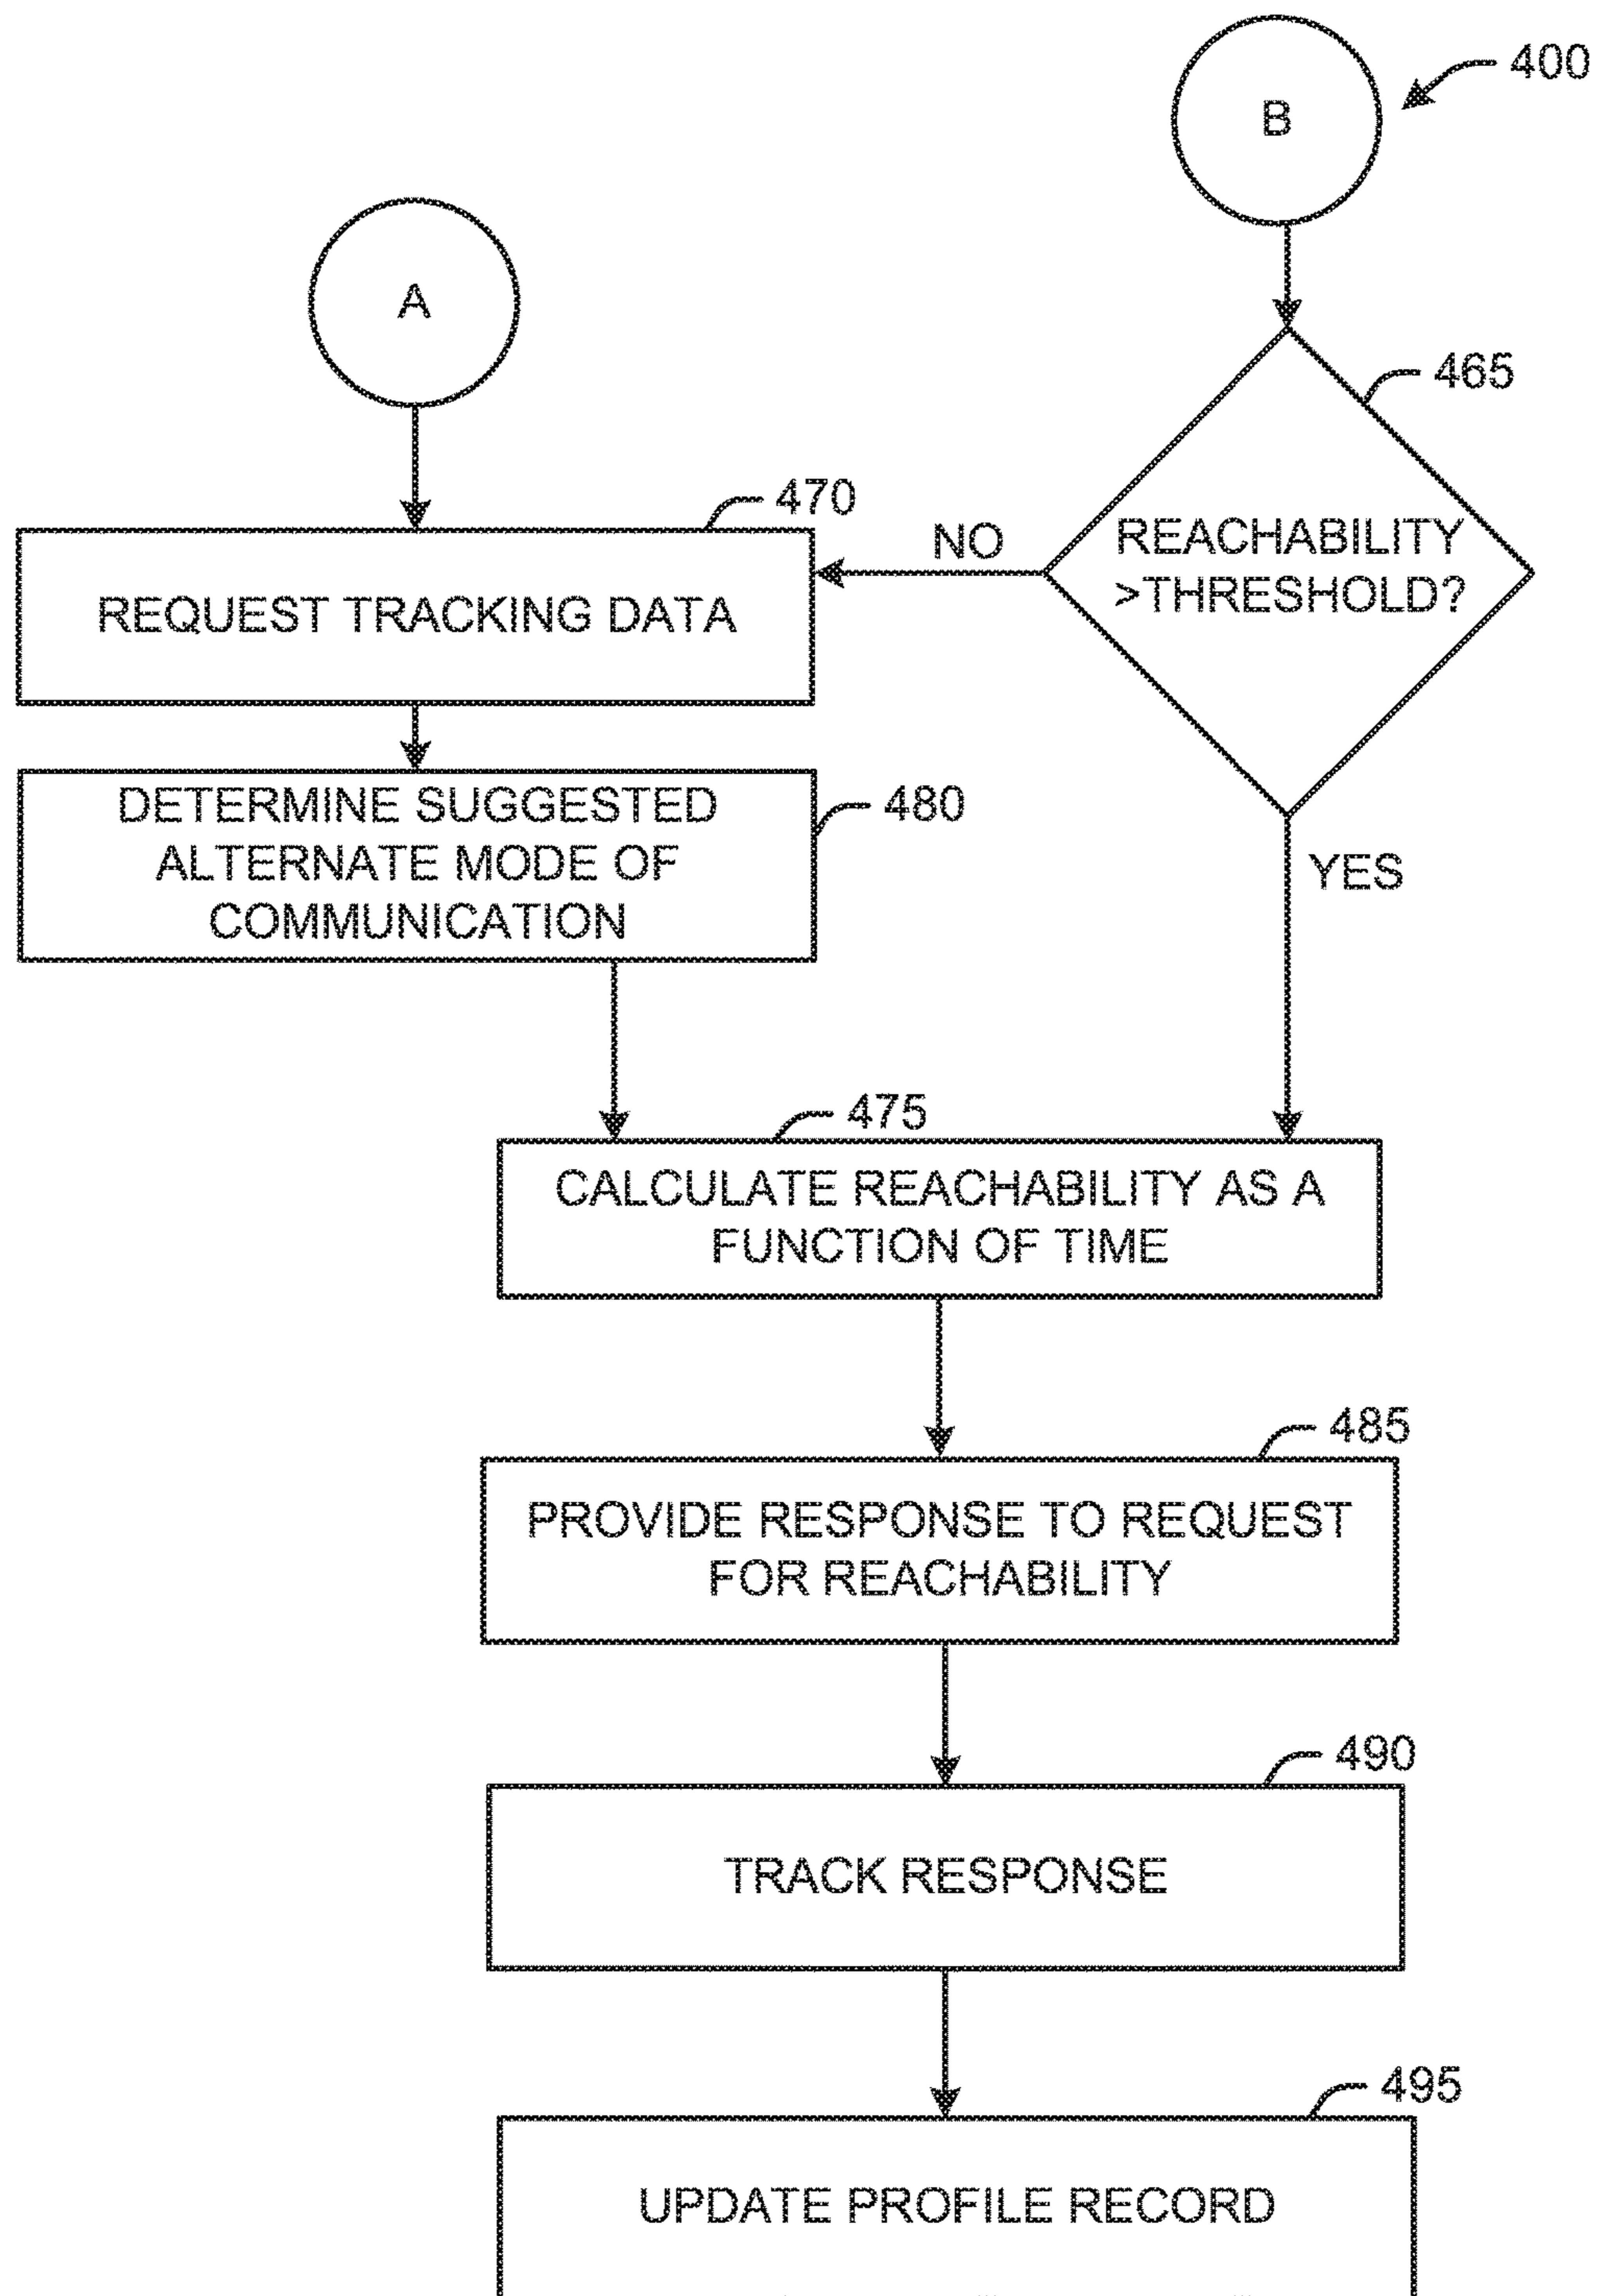 B
400
A
465
470
NO
REACHABILITY
>THRESHOLD?
REQUEST TRACKING DATA
480
DETERMINE SUGGESTED
ALTERNATE MODE OF
COMMUNICATION
YES
475
CALCULATE REACHABILITY AS A
FUNCTION OF TIME
485
PROVIDE RESPONSE TO REQUEST
FOR REACHABILITY
490
TRACK RESPONSE
495
UPDATE PROFILE RECORD